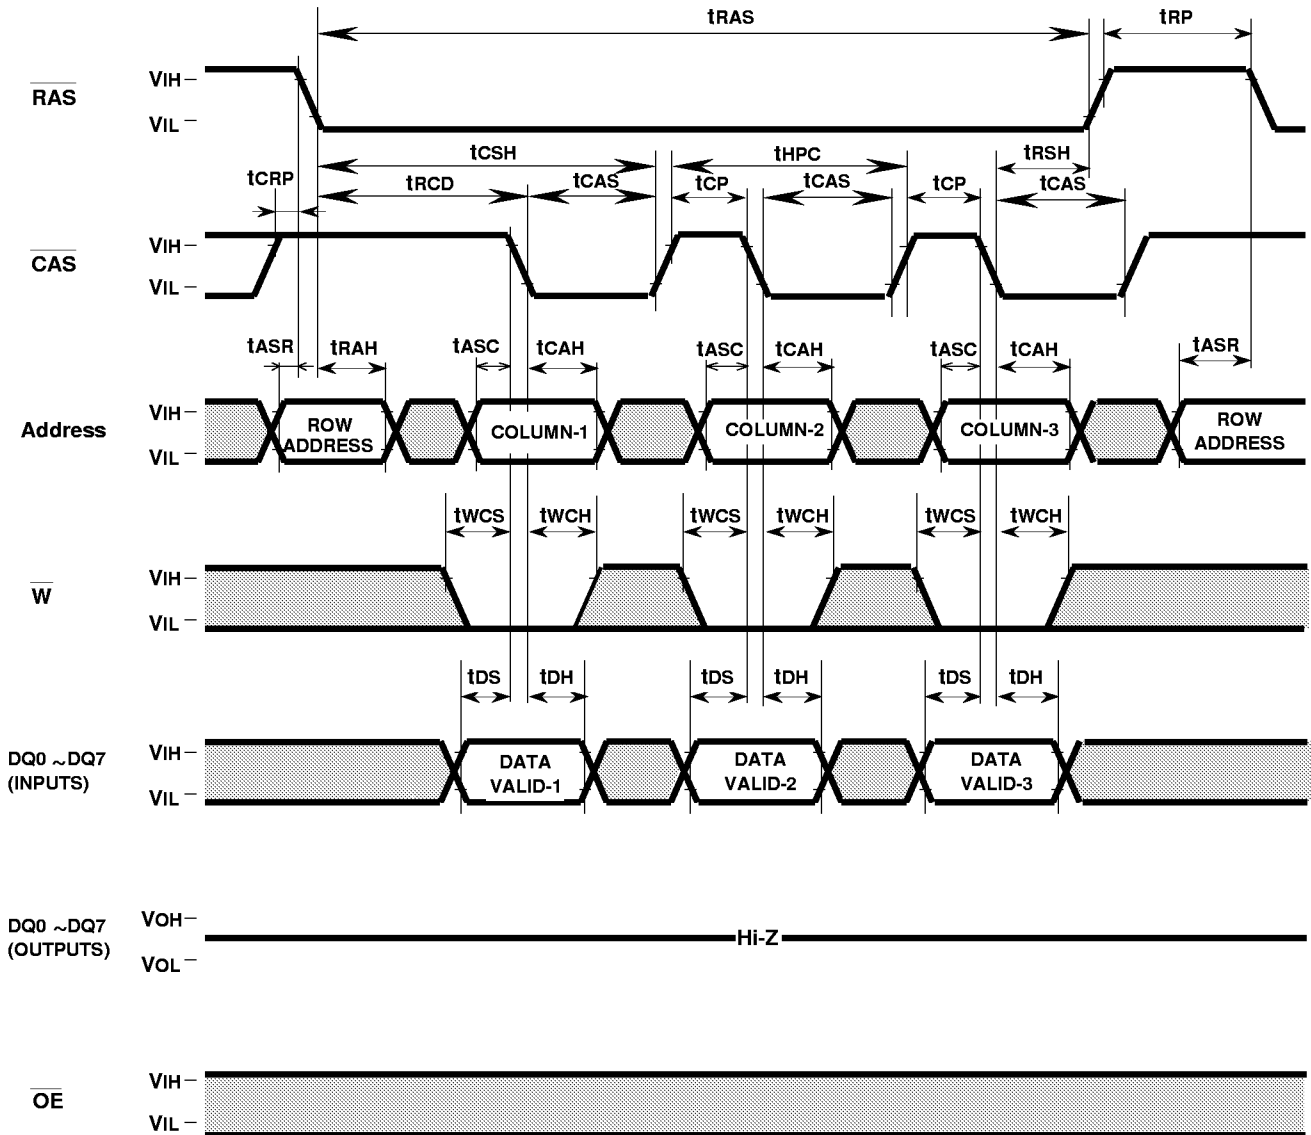 tRAS
tRP
RAS
VIH
VIL
tCSH
tHPC
tRSH
tCRP
tRCD
tCAS
tCP
tCAS
tCP
tCAS
CAS
VIH
VIL
tASR
tRAH
tASC
tCAH
tASC
tCAH
tASC
tCAH
tASR
Address
VIH
VIL
ROW
ADDRESS
COLUMN-1
COLUMN-2
COLUMN-3
ROW
ADDRESS
tWCS
tWCH
tWCS
tWCH
tWCS
tWCH
W
VIH
VIL
tDS
tDH
tDS
tDH
tDS
tDH
DQ0 ~DQ7
(INPUTS)
VIH
VIL
DATA
VALID-1
DATA
VALID-2
DATA
VALID-3
DQ0 ~DQ7
(OUTPUTS)
VOH
VOL
Hi-Z
OE
VIH
VIL